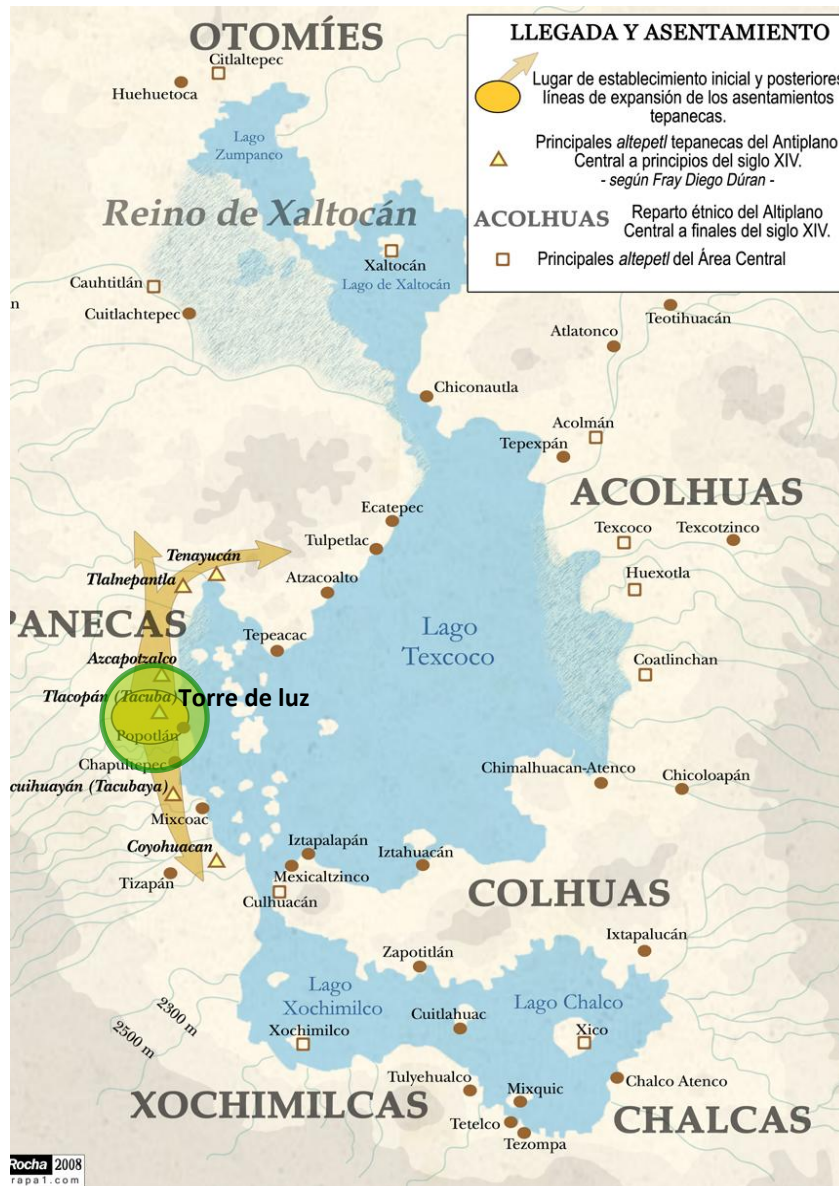 LLEGADA Y ASENTAMIENTO
Lugar de establecimiento inicial y posteriores
líneas de expansión de los asentamientos
tepanecas.
Principales altepetl tepanecas del Antiplano
Central a principios del siglo XIV.
- según Fray Diego Dúran -
ACOLHUAS
Reparto étnico del Altiplano
Central a finales del siglo XIV.
Principales altepetl del Área Central
OTOMÍES
Citlaltepec
Huehuetoca
Lago
Zumpanco
Reino de Xaltocán
Xaltocán
Lago de Xaltocán
Cauhtitlán
Cuitlachtepec
n
Teotihuacán
Atlatonco
Chiconautla
Acolmán
Tepexpán
ACOLHUAS
Ecatepec
Texcoco
Texcotzinco
Tulpetlac
Tenayucán
Tlalnepantla
Huexotla
Atzacoalto
PANECAS
Lago
Texcoco
Tepeacac
Azcapotzalco
Coatlinchan
Tlacopán (Tacuba)
Torre de luz
Popotlán
Chapultepec
Chimalhuacan-Atenco
Chicoloapán
cuihuayán (Tacubaya)
Mixcoac
Coyohuacan
Iztapalapán
Iztahuacán
Tizapán
Mexicaltzinco
Culhuacán
COLHUAS
Ixtapalucán
Zapotitlán
Lago
Xochimilco
Lago Chalco
2300
2500 m
Cuitlahuac
Xochimilco
Xico
Tulyehualco
Mixquic
Chalco Atenco
XOCHIMILCAS
Tetelco
CHALCAS
Tezompa
Rocha 2008
rapa1.com